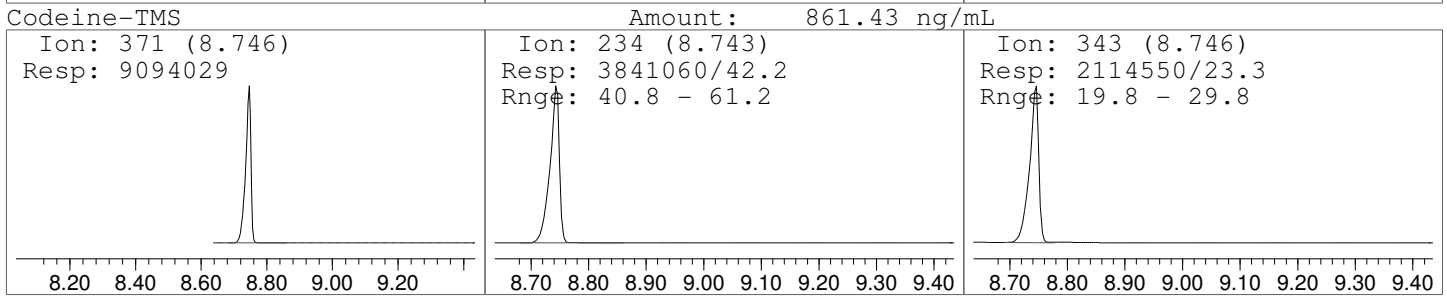 Codeine-TMS Amount: 861.43 ng/mL
Ion: 371 (8.746)
Resp: 9094029
8.20 8.40 8.60 8.80 9.00 9.20
Ion: 234 (8.743)
Resp: 3841060/42.2
Rnge: 40.8 - 61.2
8.70 8.80 8.90 9.00 9.10 9.20 9.30 9.40
Ion: 343 (8.746)
Resp: 2114550/23.3
Rnge: 19.8 - 29.8
8.70 8.80 8.90 9.00 9.10 9.20 9.30 9.40